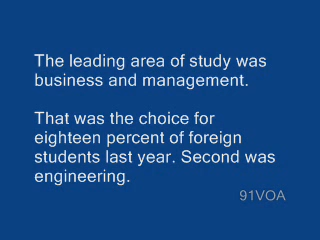 The leading area of study was
business and management.
That was the choice for
eighteen percent of foreign
students last year. Second was
engineering.
91VOA